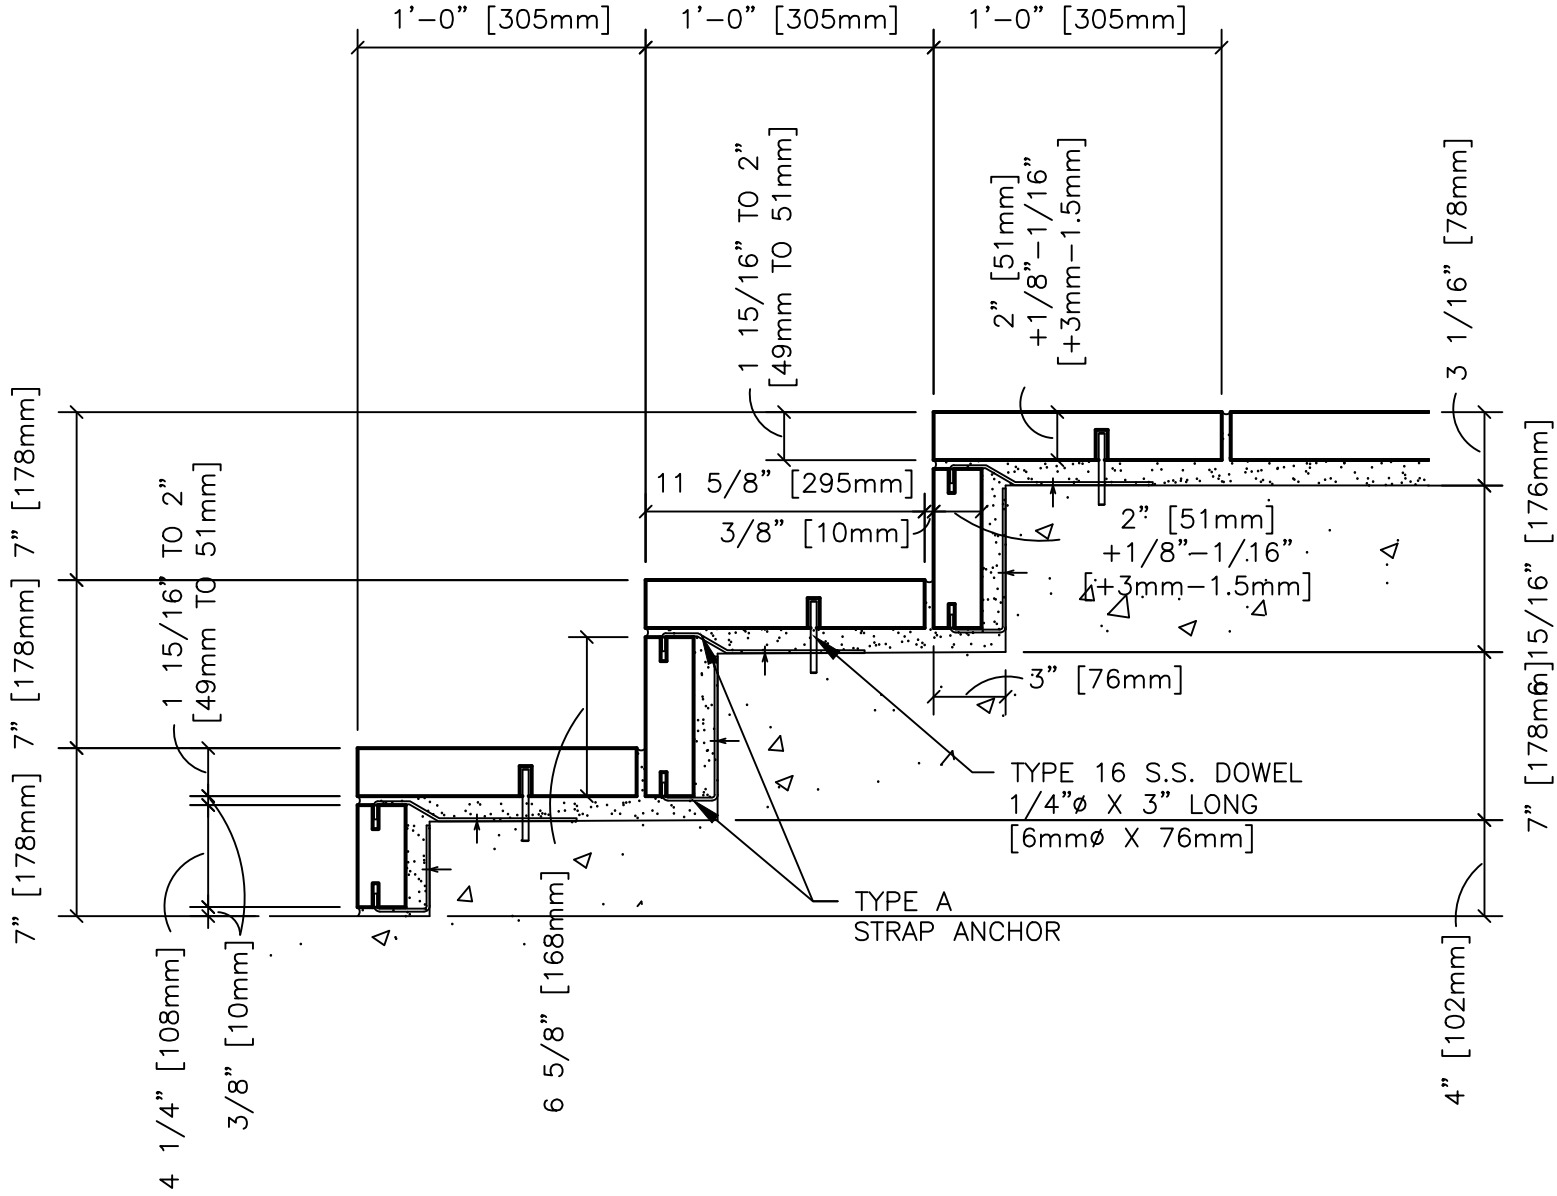 1'-0" [305mm]
1'-0" [305mm]
1'-0" [305mm]
1 15/16" TO 2"
[49mm TO 51mm]
2" [51mm]
+1/8"-1/16"
[+3mm-1.5mm]
3 1/16" [78mm]
7" [178mm]
7" [178mm]
7" [178mm]
1 15/16" TO 2"
[49mm TO 51mm]
11 5/8" [295mm]
3/8" [10mm]
2" [51mm]
+1/8"-1/16"
[+3mm-1.5mm]
6 15/16" [176mm]
3" [76mm]
7" [178mm]
TYPE 16 S.S. DOWEL
1/4"ø X 3" LONG
[6mmø X 76mm]
TYPE A
STRAP ANCHOR
4 1/4" [108mm]
3/8" [10mm]
6 5/8" [168mm]
4" [102mm]